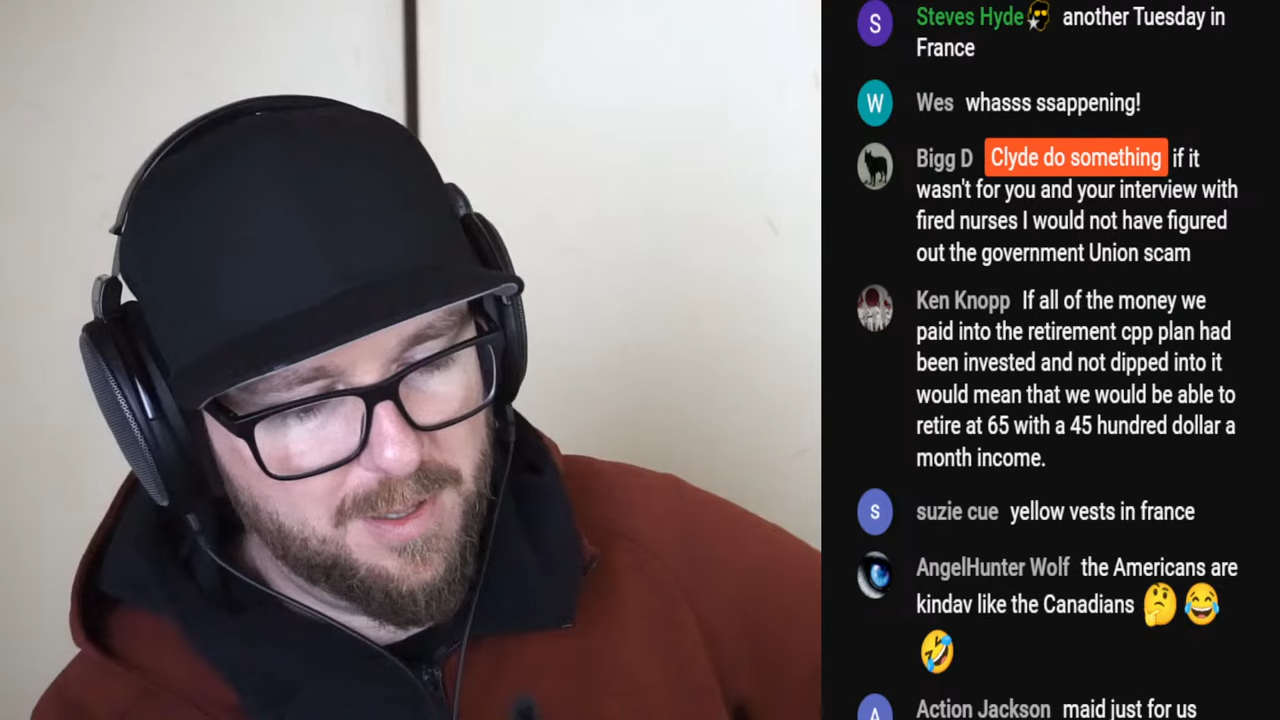 S Steves Hyde another Tuesday in
France
W Wes whasss ssappening!
Bigg D Clyde do something if it
wasn't for you and your interview with
fired nurses I would not have figured
out the government Union scam
Ken Knopp If all of the money we
paid into the retirement cpp plan had
been invested and not dipped into it
would mean that we would be able to
retire at 65 with a 45 hundred dollar a
month income.
s suzie cue yellow vests in france
AngelHunter Wolf the Americans are
kindav like the Canadians 🤔😂
🤣
A Action Jackson maid just for us